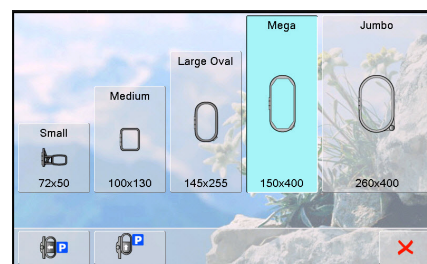 Mega
Jumbo
Large Oval
Medium
Small
72x50
100x130
145x255
150x400
260x400
P
P